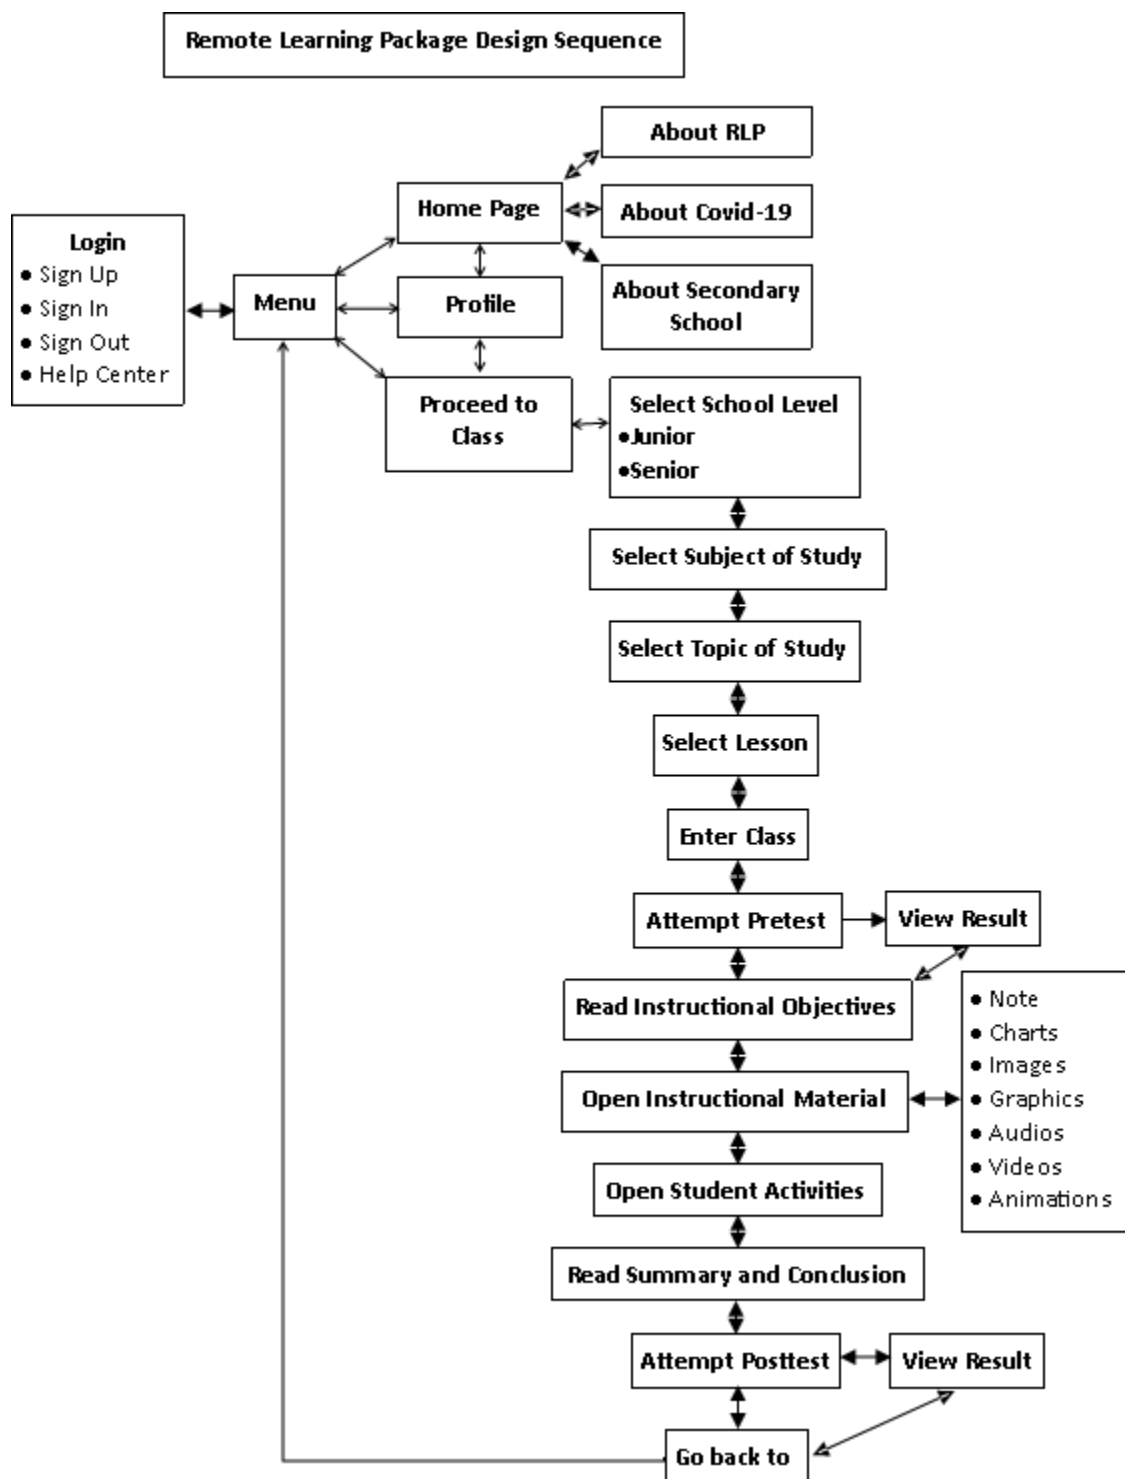 Remote Learning Package Design Sequence
About RLP
Home Page
About Covid-19
Login
● Sign Up
● Sign In
● Sign Out
● Help Center
Menu
Profile
About Secondary
School
Proceed to
Class
Select School Level
●Junior
●Senior
Select Subject of Study
Select Topic of Study
Select Lesson
Enter Class
Attempt Pretest
View Result
Read Instructional Objectives
● Note
● Charts
● Images
● Graphics
● Audios
● Videos
● Animations
Open Instructional Material
Open Student Activities
Read Summary and Conclusion
Attempt Posttest
View Result
Go back to